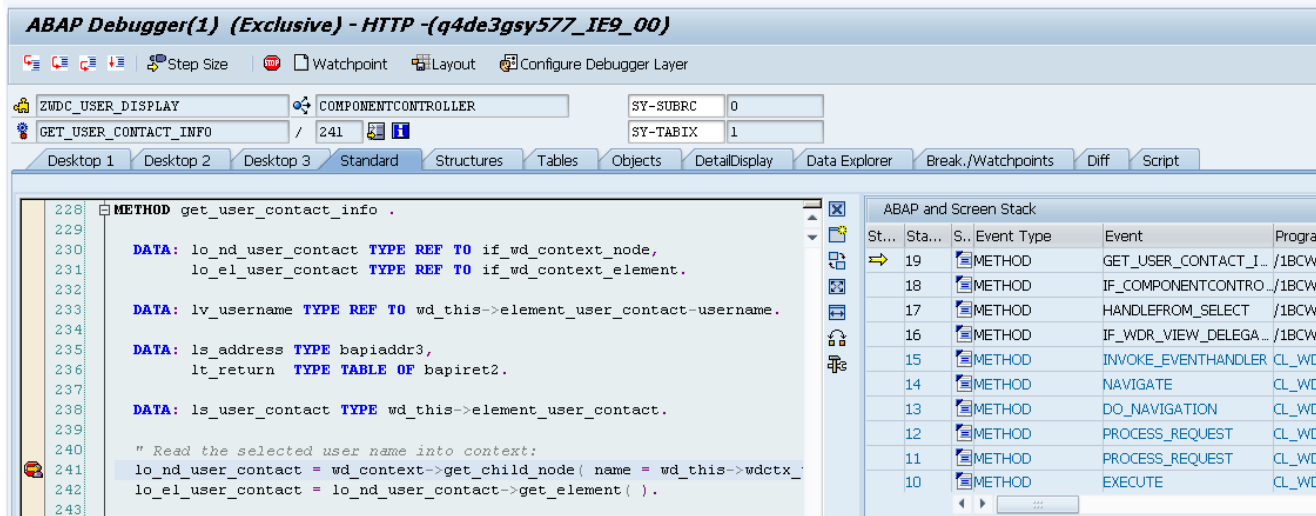 ABAP Debugger(1) (Exclusive) - HTTP -(q4de3gsy577_IE9_00)
Step Size STOP Watchpoint Layout Configure Debugger Layer
ZWDC_USER_DISPLAY COMPONENTCONTROLLER SY-SUBRC 0
GET_USER_CONTACT_INFO / 241 SY-TABIX 1
Desktop 1 Desktop 2 Desktop 3 Standard Structures Tables Objects DetailDisplay Data Explorer Break./Watchpoints Diff Script
228 METHOD get_user_contact_info .
229
230 DATA: lo_nd_user_contact TYPE REF TO if_wd_context_node,
231 lo_el_user_contact TYPE REF TO if_wd_context_element.
232
233 DATA: lv_username TYPE REF TO wd_this->element_user_contact-username.
234
235 DATA: ls_address TYPE bapiaddr3,
236 lt_return TYPE TABLE OF bapiret2.
237
238 DATA: ls_user_contact TYPE wd_this->element_user_contact.
239
240 " Read the selected user name into context:
241 lo_nd_user_contact = wd_context->get_child_node( name = wd_this->wdctx_
242 lo_el_user_contact = lo_nd_user_contact->get_element( ).
243
ABAP and Screen Stack
St... Sta... S.. Event Type Event Progra
19 METHOD GET_USER_CONTACT_I... /1BCW
18 METHOD IF_COMPONENTCONTRO... /1BCW
17 METHOD HANDLEFROM_SELECT /1BCW
16 METHOD IF_WDR_VIEW_DELEGA... /1BCW
15 METHOD INVOKE_EVENTHANDLER CL_WD
14 METHOD NAVIGATE CL_WD
13 METHOD DO_NAVIGATION CL_WD
12 METHOD PROCESS_REQUEST CL_WD
11 METHOD PROCESS_REQUEST CL_WD
10 METHOD EXECUTE CL_WD